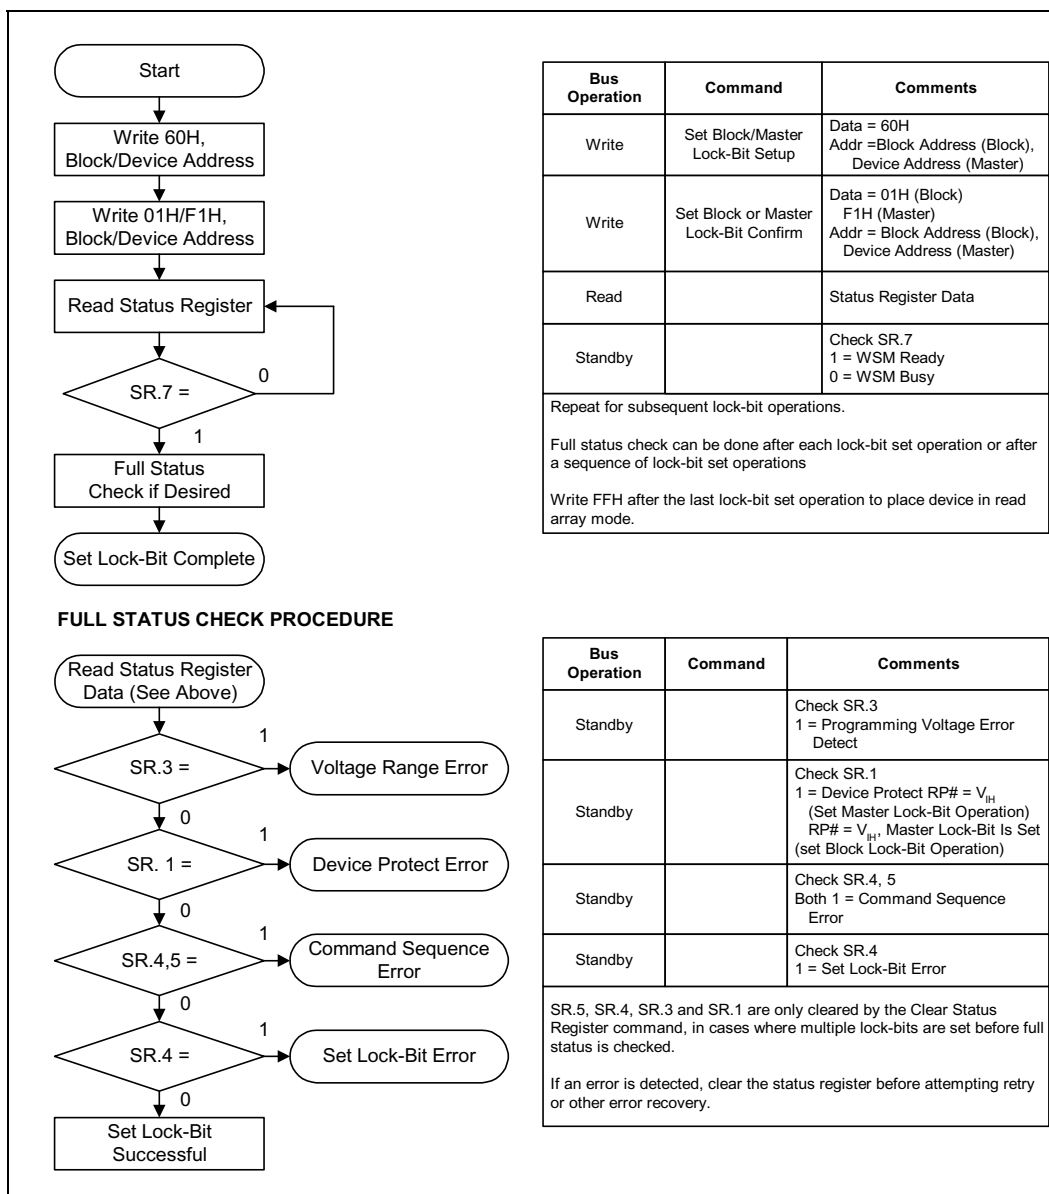 Start
Write 60H,
Block/Device Address
Write 01H/F1H,
Block/Device Address
Read Status Register
SR.7 =
0
1
Full Status
Check if Desired
Set Lock-Bit Complete
Bus
Operation
Command
Comments
Write
Set Block/Master
Lock-Bit Setup
Data = 60H
Addr =Block Address (Block),
Device Address (Master)
Write
Set Block or Master
Lock-Bit Confirm
Data = 01H (Block)
F1H (Master)
Addr = Block Address (Block),
Device Address (Master)
Read
Status Register Data
Standby
Check SR.7
1 = WSM Ready
0 = WSM Busy
Repeat for subsequent lock-bit operations.
Full status check can be done after each lock-bit set operation or after
a sequence of lock-bit set operations
Write FFH after the last lock-bit set operation to place device in read
array mode.
FULL STATUS CHECK PROCEDURE
Read Status Register
Data (See Above)
SR.3 =
1
Voltage Range Error
0
SR. 1 =
1
Device Protect Error
0
SR.4,5 =
1
Command Sequence
Error
0
SR.4 =
1
Set Lock-Bit Error
0
Set Lock-Bit
Successful
Bus
Operation
Command
Comments
Standby
Check SR.3
1 = Programming Voltage Error
Detect
Standby
Check SR.1
1 = Device Protect RP# = VIH
(Set Master Lock-Bit Operation)
RP# = VIH, Master Lock-Bit Is Set
(set Block Lock-Bit Operation)
Standby
Check SR.4, 5
Both 1 = Command Sequence
Error
Standby
Check SR.4
1 = Set Lock-Bit Error
SR.5, SR.4, SR.3 and SR.1 are only cleared by the Clear Status
Register command, in cases where multiple lock-bits are set before full
status is checked.
If an error is detected, clear the status register before attempting retry
or other error recovery.